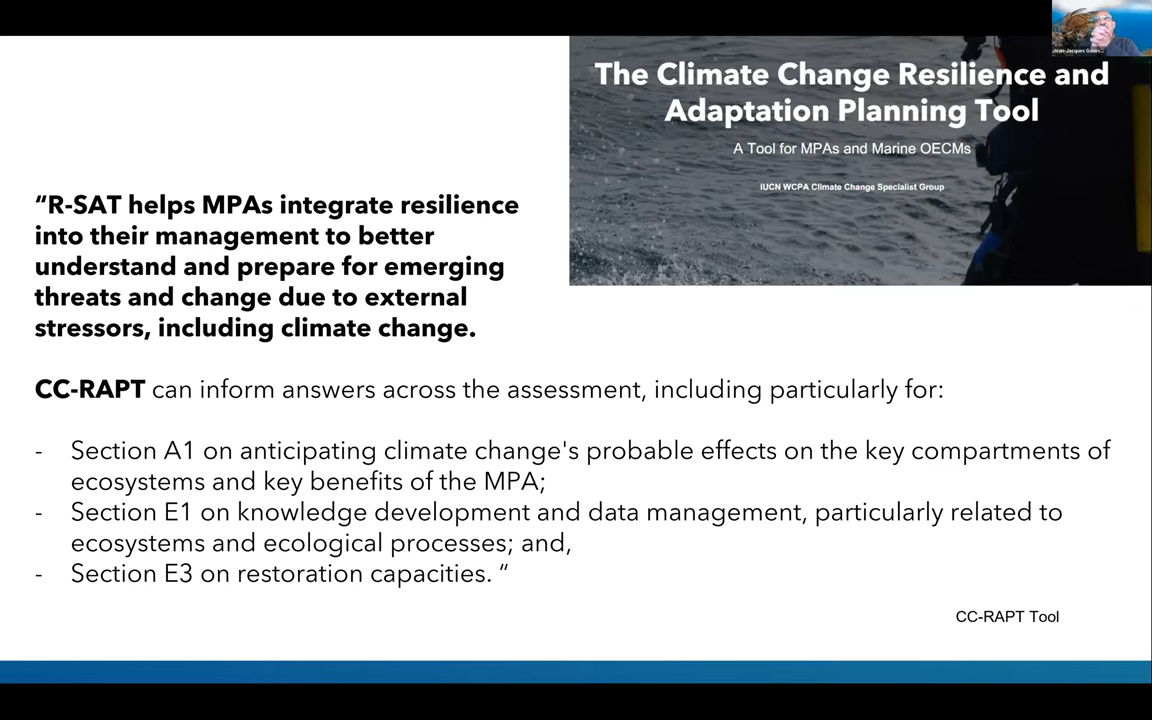 Jean-Jacques Gouss...
The Climate Change Resilience and
Adaptation Planning Tool
A Tool for MPAs and Marine OECMs
IUCN WCPA Climate Change Specialist Group
“R-SAT helps MPAs integrate resilience
into their management to better
understand and prepare for emerging
threats and change due to external
stressors, including climate change.
CC-RAPT can inform answers across the assessment, including particularly for:
- Section A1 on anticipating climate change's probable effects on the key compartments of
ecosystems and key benefits of the MPA;
- Section E1 on knowledge development and data management, particularly related to
ecosystems and ecological processes; and,
- Section E3 on restoration capacities. “
CC-RAPT Tool